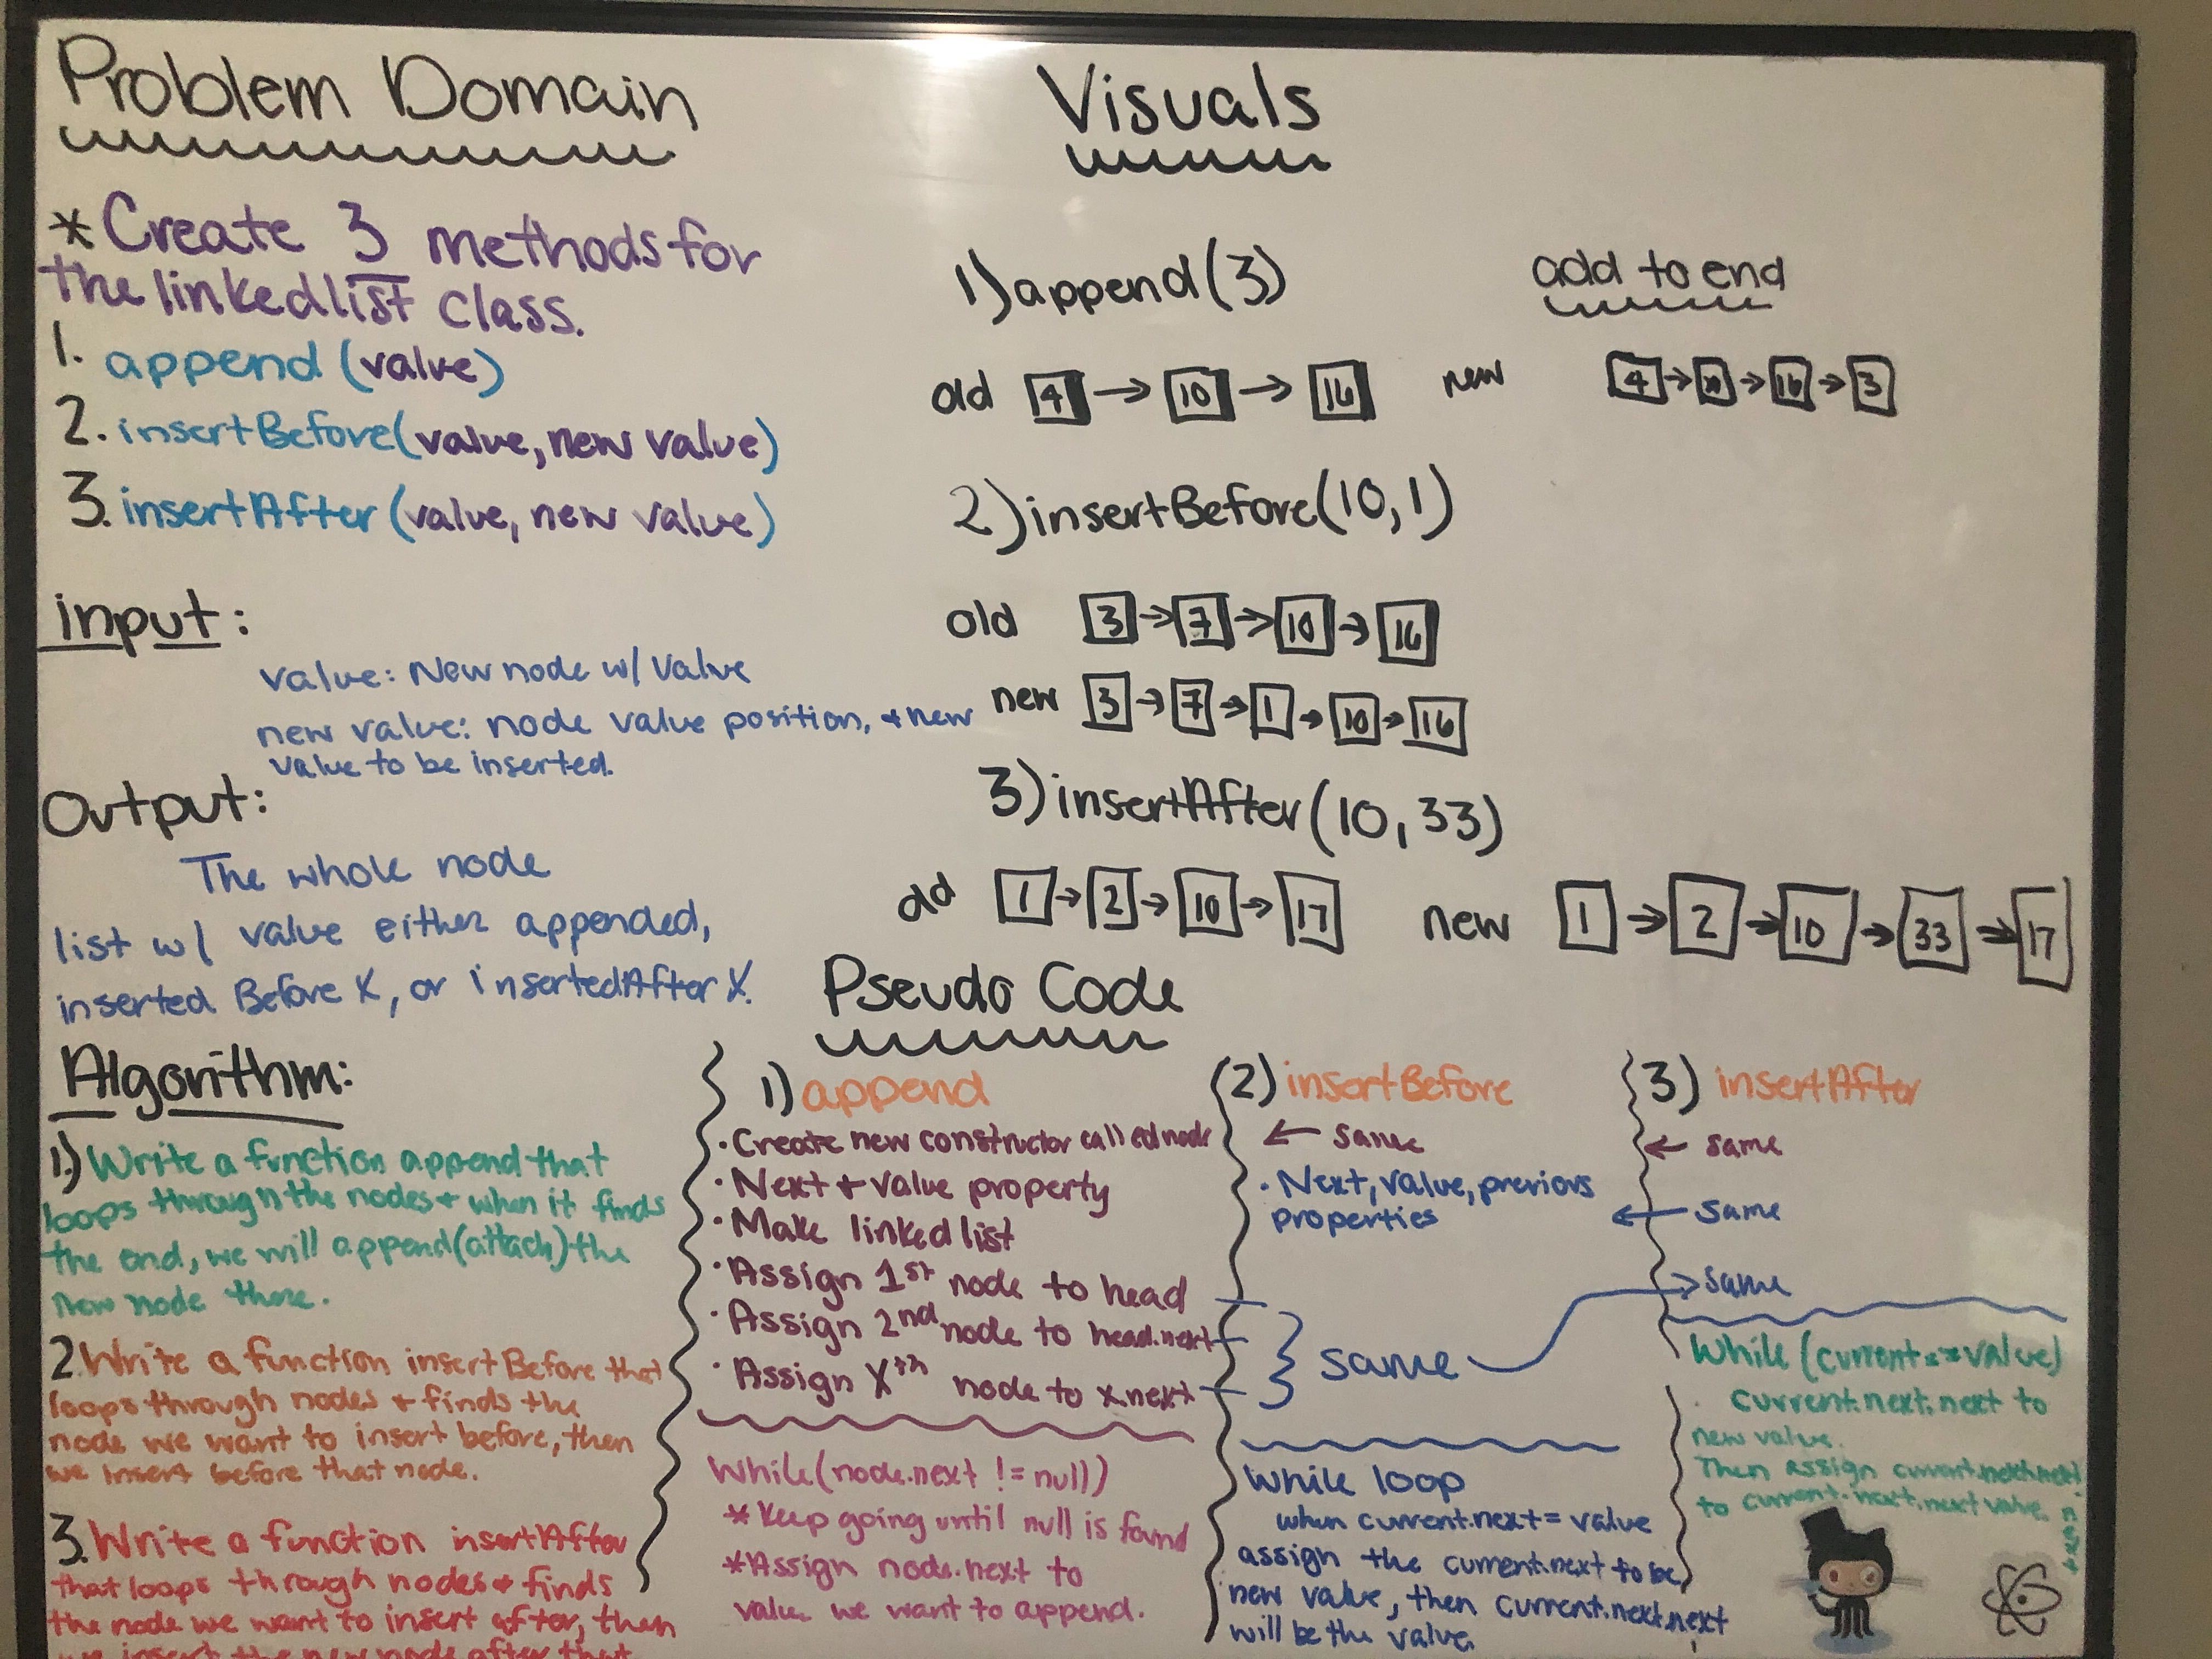 Problem Domain
*Create 3 methods for
the linkedlist class.
1. append (value)
2. insertBefore(value, new value)
3. insertAfter (value, new value)
input:
value: New node w/ value
new value: node value position, + new
value to be inserted.
Output:
The whole node
list w/ value either appended,
inserted Before X, or insertedAfter X.
Algorithm:
1.) Write a function append that
loops through the nodes + when it finds
the end, we will append(attach) the
new node there.
2. Write a function insertBefore that
loops through nodes + finds the
node we want to insert before, then
we insert before that node.
3. Write a function insertAfter
that loops through nodes + finds
the node we want to insert after, then
we insert the new node after that
Visuals
1) append(3)
add to end
old 4 → 10 → 16 new 4 → 10 → 16 → 3
2) insertBefore(10,1)
old 3 → 7 → 10 → 16
new 3 → 7 → 1 → 10 → 16
3) insertAfter(10, 33)
old 1 → 2 → 10 → 17 new 1 → 2 → 10 → 33 → 17
Pseudo Code
1) append
· Create new constructor called node
· Next + value property
· Make linked list
· Assign 1st node to head
· Assign 2nd node to head.next
· Assign Xth node to x.next
While(node.next != null)
* Keep going until null is found
* Assign node.next to
value we want to append.
2) insertBefore
← same
· Next, value, previous
properties
same
While loop
when current.next = value
assign the current.next to be
new value, then current.next.next
will be the value.
3) insertAfter
← same
← same
→ same
While (current == value)
current.next.next to
new value.
Then assign current.next.next
to current.next.next value.